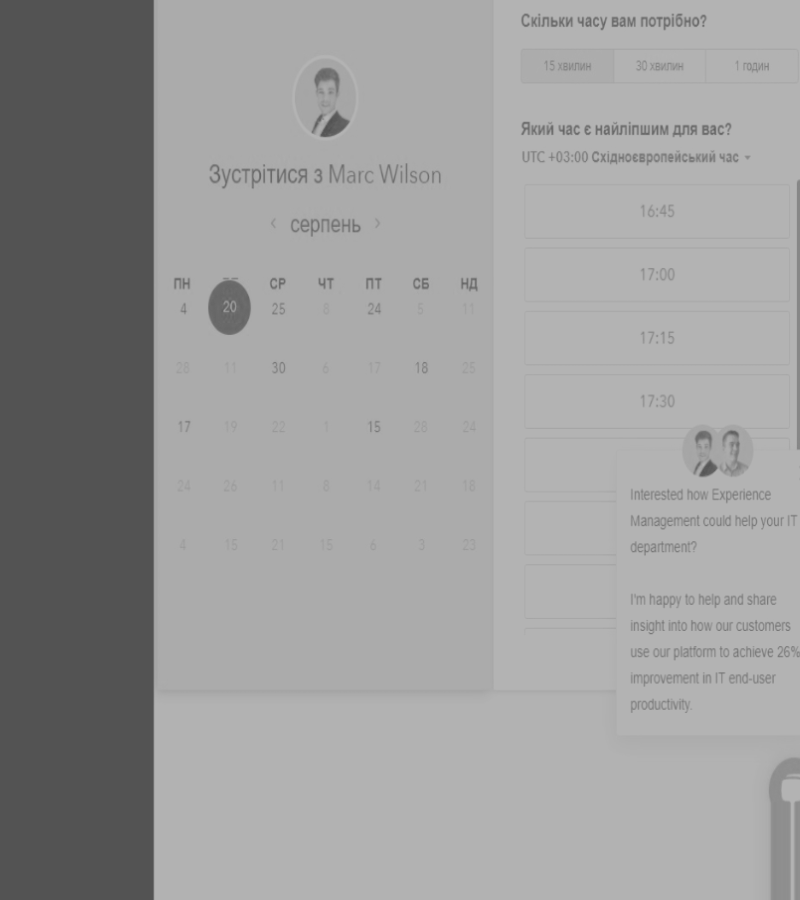 Зустрітися з Marc Wilson
серпень
ПН СР ЧТ ПТ СБ НД
4 20 25 8 24 5 11
28 11 30 6 17 18 25
17 19 22 1 15 28 24
24 26 11 8 14 21 18
4 15 21 15 6 3 23
Скільки часу вам потрібно?
15 хвилин 30 хвилин 1 годин
Який час є найліпшим для вас?
UTC +03:00 Східноєвропейський час
16:45
17:00
17:15
17:30
Interested how Experience
Management could help your IT
department?
I'm happy to help and share
insight into how our customers
use our platform to achieve 26%
improvement in IT end-user
productivity.